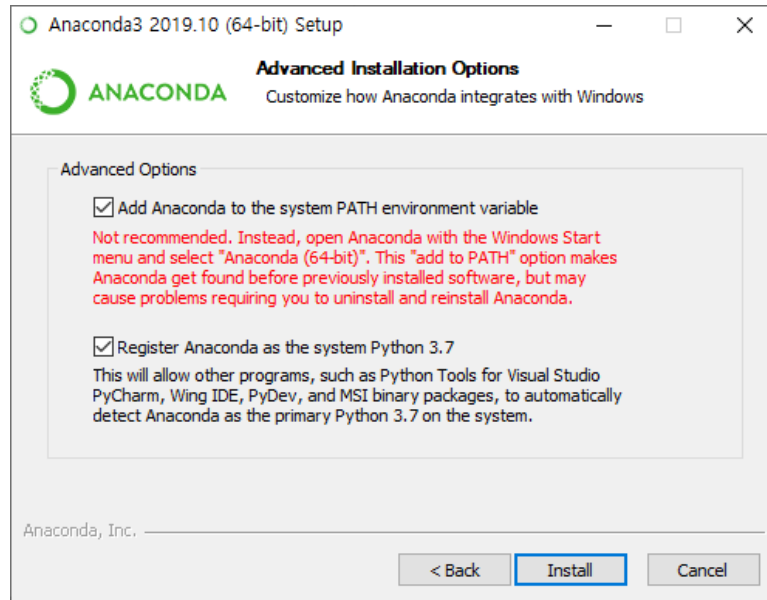 Anaconda3 2019.10 (64-bit) Setup
ANACONDA
Advanced Installation Options
Customize how Anaconda integrates with Windows
Advanced Options
Add Anaconda to the system PATH environment variable
Not recommended. Instead, open Anaconda with the Windows Start
menu and select "Anaconda (64-bit)". This "add to PATH" option makes
Anaconda get found before previously installed software, but may
cause problems requiring you to uninstall and reinstall Anaconda.
Register Anaconda as the system Python 3.7
This will allow other programs, such as Python Tools for Visual Studio
PyCharm, Wing IDE, PyDev, and MSI binary packages, to automatically
detect Anaconda as the primary Python 3.7 on the system.
Anaconda, Inc.
< Back
Install
Cancel